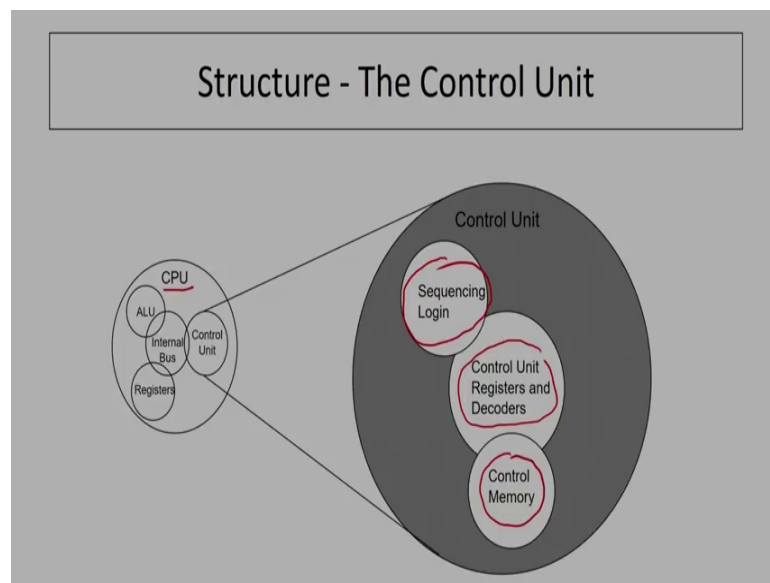 Structure - The Control Unit
CPU
ALU
Internal
Bus
Control
Unit
Registers
Control Unit
Sequencing
Login
Control Unit
Registers and
Decoders
Control
Memory